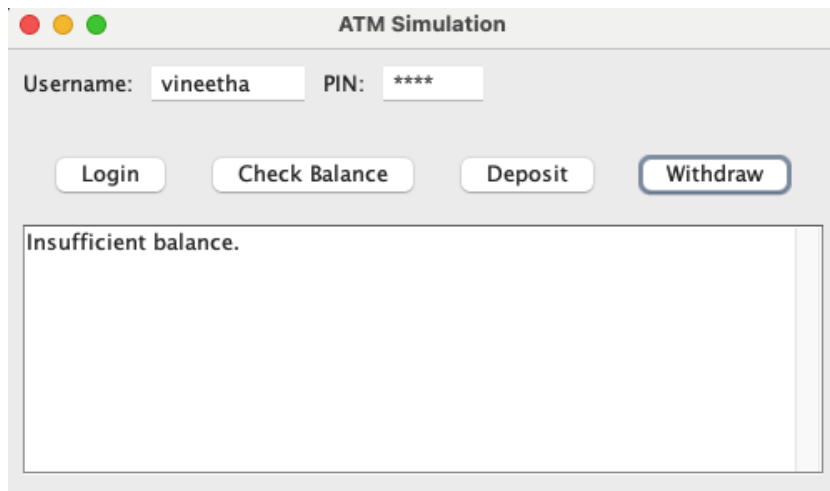 ATM Simulation
Username: vineetha PIN: ****
Login Check Balance Deposit Withdraw
Insufficient balance.